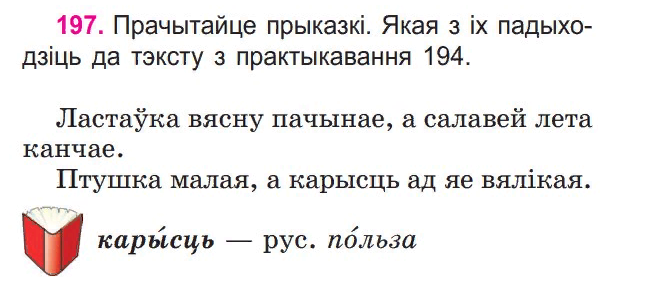 197. Прачытайце прыказкі. Якая з іх падыхо-
дзіць да тэксту з практыкавання 194.
Ластаўка вясну пачынае, а салавей лета
канчае.
Птушка малая, а карысць ад яе вялікая.
кары́сць — рус. по́льза